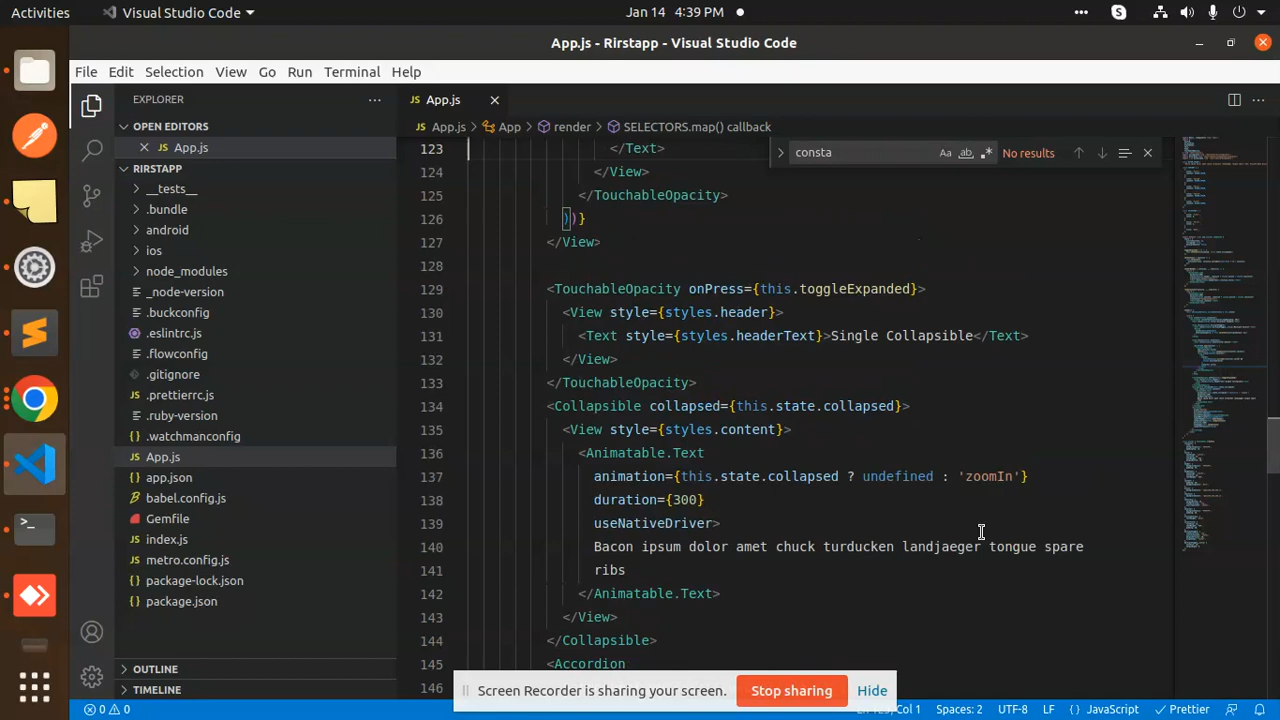 Activities
Visual Studio Code
Jan 14 4:39 PM
App.js - Rirstapp - Visual Studio Code
File Edit Selection View Go Run Terminal Help
EXPLORER
JS App.js
App.js > App > render > SELECTORS.map() callback
consta
Aa ab .* No results
OPEN EDITORS
JS App.js
RIRSTAPP
__tests__
.bundle
android
ios
node_modules
_node-version
.buckconfig
.eslintrc.js
.flowconfig
.gitignore
.prettierrc.js
.ruby-version
.watchmanconfig
JS App.js
app.json
babel.config.js
Gemfile
JS index.js
JS metro.config.js
package-lock.json
package.json
OUTLINE
TIMELINE
123 </Text>
124 </View>
125 </TouchableOpacity>
126 ))}
127 </View>
128
129 <TouchableOpacity onPress={this.toggleExpanded}>
130 <View style={styles.header}>
131 <Text style={styles.headerText}>Single Collapsible</Text>
132 </View>
133 </TouchableOpacity>
134 <Collapsible collapsed={this.state.collapsed}>
135 <View style={styles.content}>
136 <Animatable.Text
137 animation={this.state.collapsed ? undefined : 'zoomIn'}
138 duration={300}
139 useNativeDriver>
140 Bacon ipsum dolor amet chuck turducken landjaeger tongue spare
141 ribs
142 </Animatable.Text>
143 </View>
144 </Collapsible>
145 <Accordion
146
Screen Recorder is sharing your screen. Stop sharing Hide
0 0
Col 1 Spaces: 2 UTF-8 LF {} JavaScript Prettier